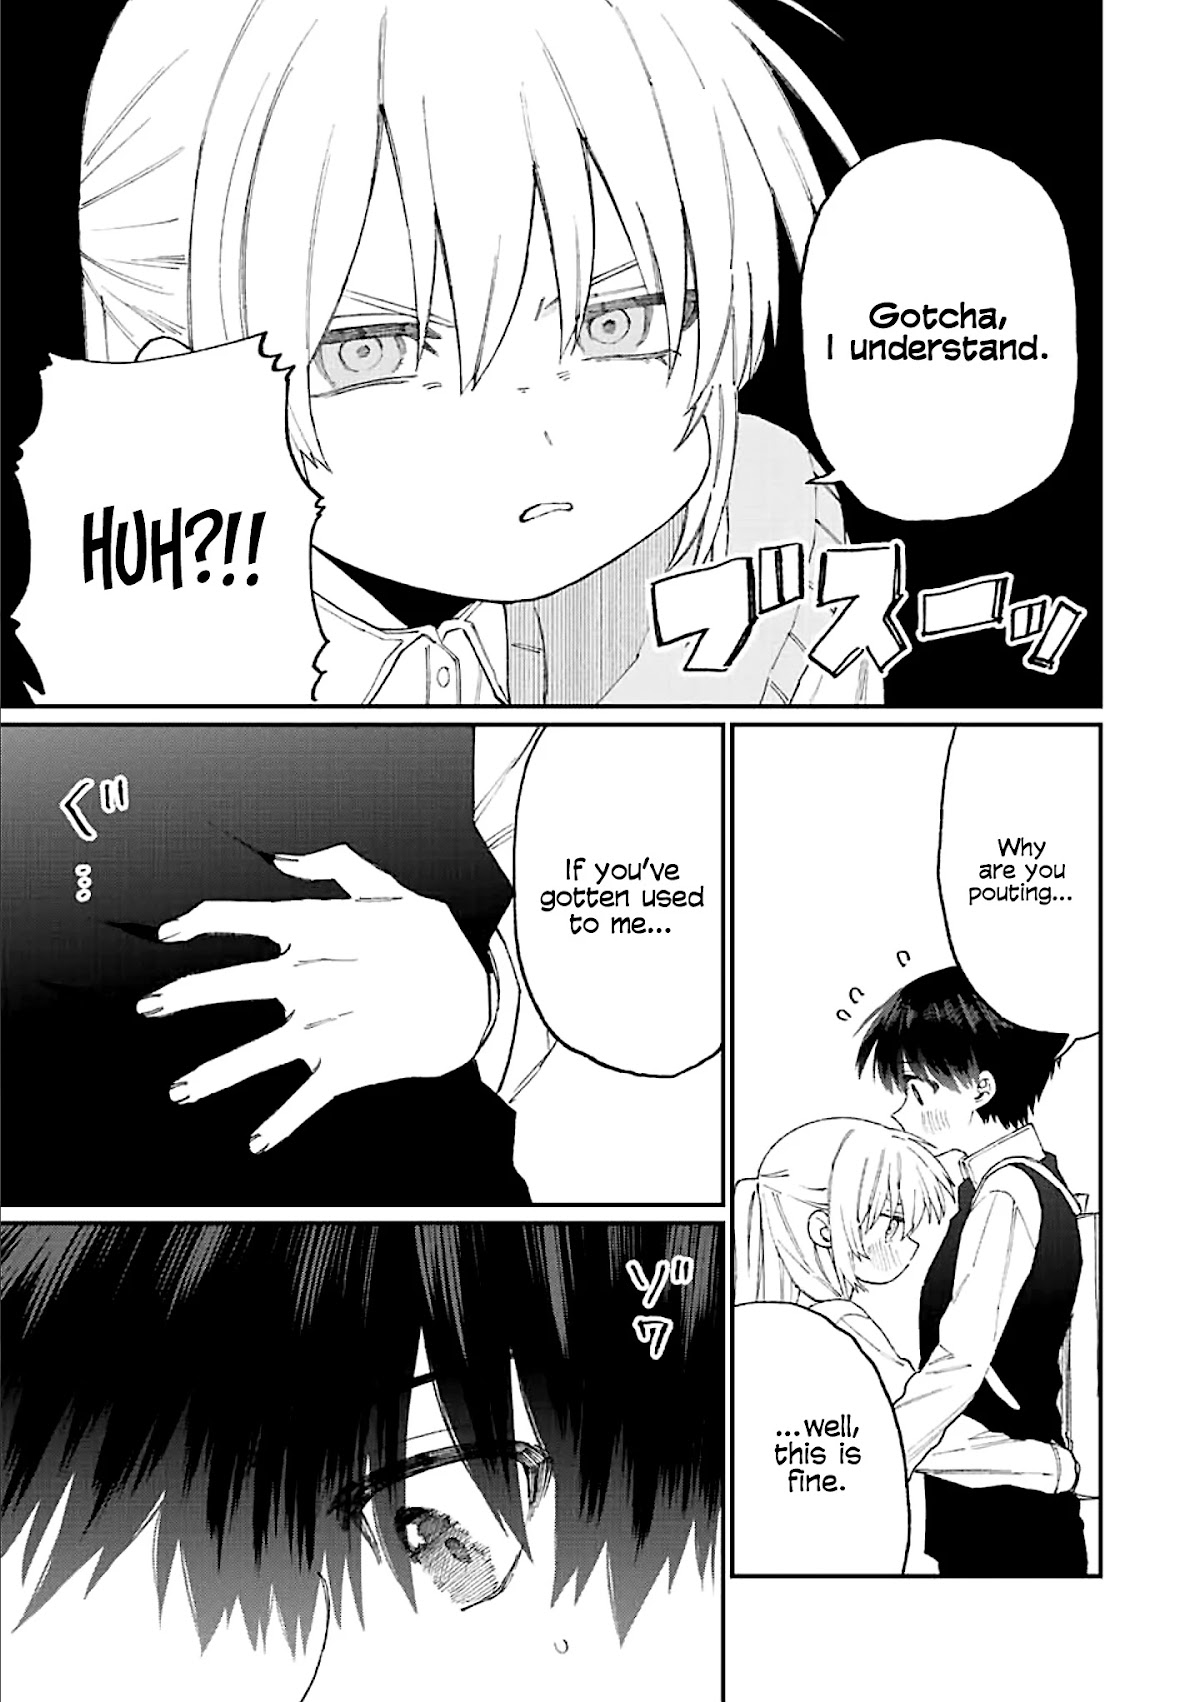 Gotcha,
I understand.
HUH?!!
ブスーッ
Why
are you
pouting...
...well,
this is
fine.
If you've
gotten used
to me...
ぐ…
ゾワ